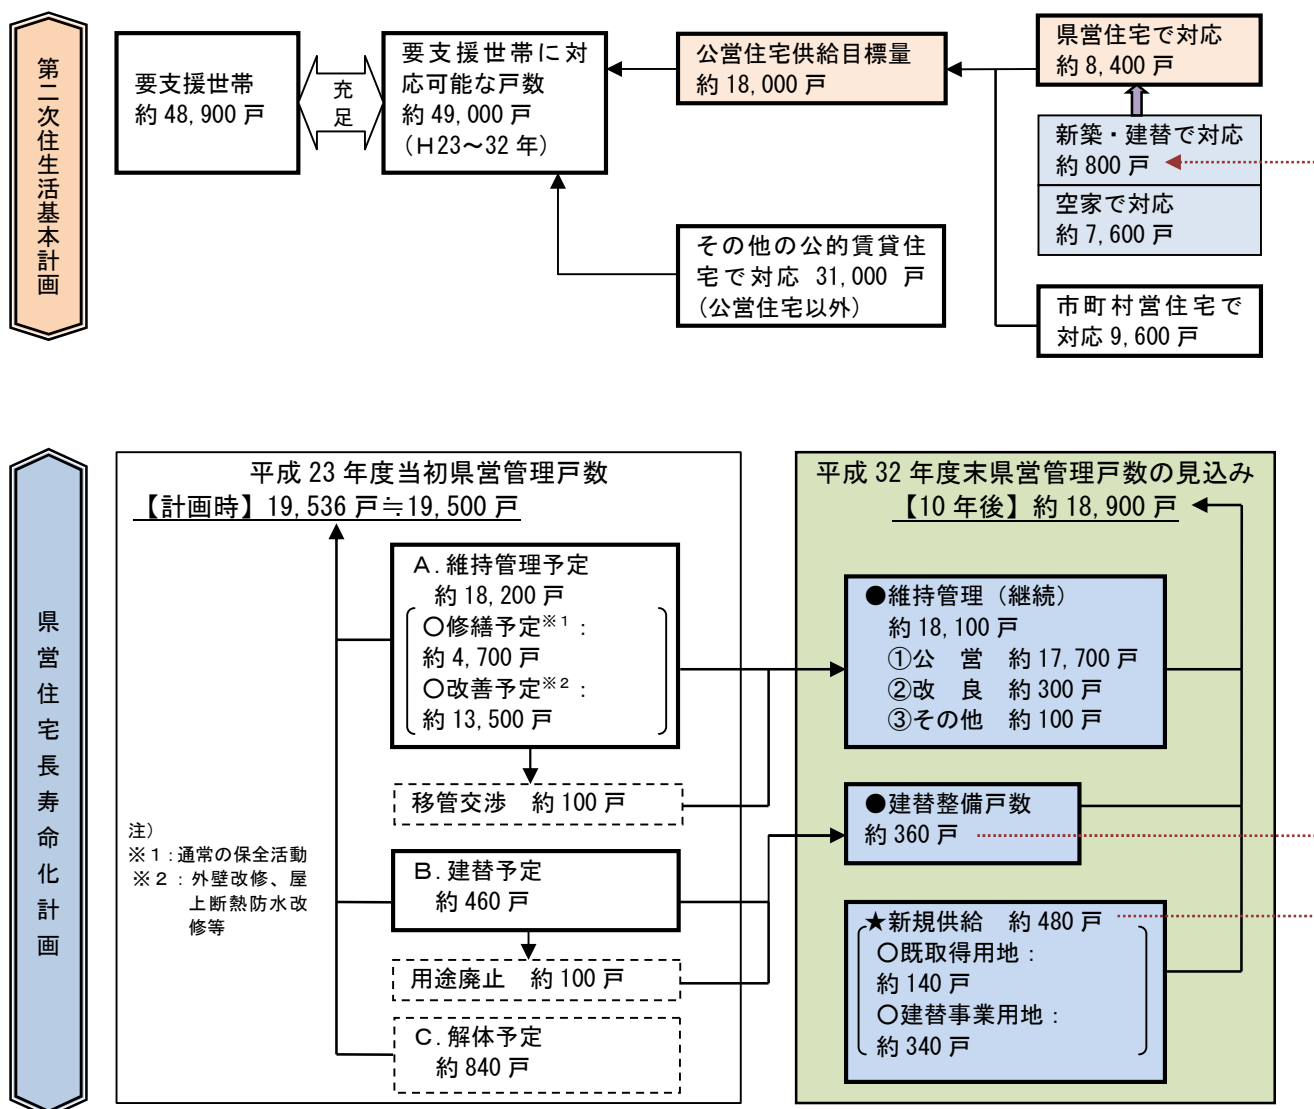 第二次住生活基本計画
要支援世帯
約 48,900 戸
充足
要支援世帯に対
応可能な戸数
約 49,000 戸
（H23～32 年）
公営住宅供給目標量
約 18,000 戸
県営住宅で対応
約 8,400 戸
新築・建替で対応
約 800 戸
空家で対応
約 7,600 戸
その他の公的賃貸住
宅で対応 31,000 戸
（公営住宅以外）
市町村営住宅で
対応 9,600 戸
県営住宅長寿命化計画
平成 23 年度当初県営管理戸数
【計画時】19,536 戸≒19,500 戸
A．維持管理予定
約 18,200 戸
○修繕予定※1：
約 4,700 戸
○改善予定※2：
約 13,500 戸
移管交渉　約 100 戸
注）
※１：通常の保全活動
※２：外壁改修、屋
上断熱防水改
修等
B．建替予定
約 460 戸
用途廃止　約 100 戸
C．解体予定
約 840 戸
平成 32 年度末県営管理戸数の見込み
【10 年後】約 18,900 戸
●維持管理（継続）
約 18,100 戸
①公　営　約 17,700 戸
②改　良　約 300 戸
③その他　約 100 戸
●建替整備戸数
約 360 戸
★新規供給　約 480 戸
○既取得用地：
約 140 戸
○建替事業用地：
約 340 戸